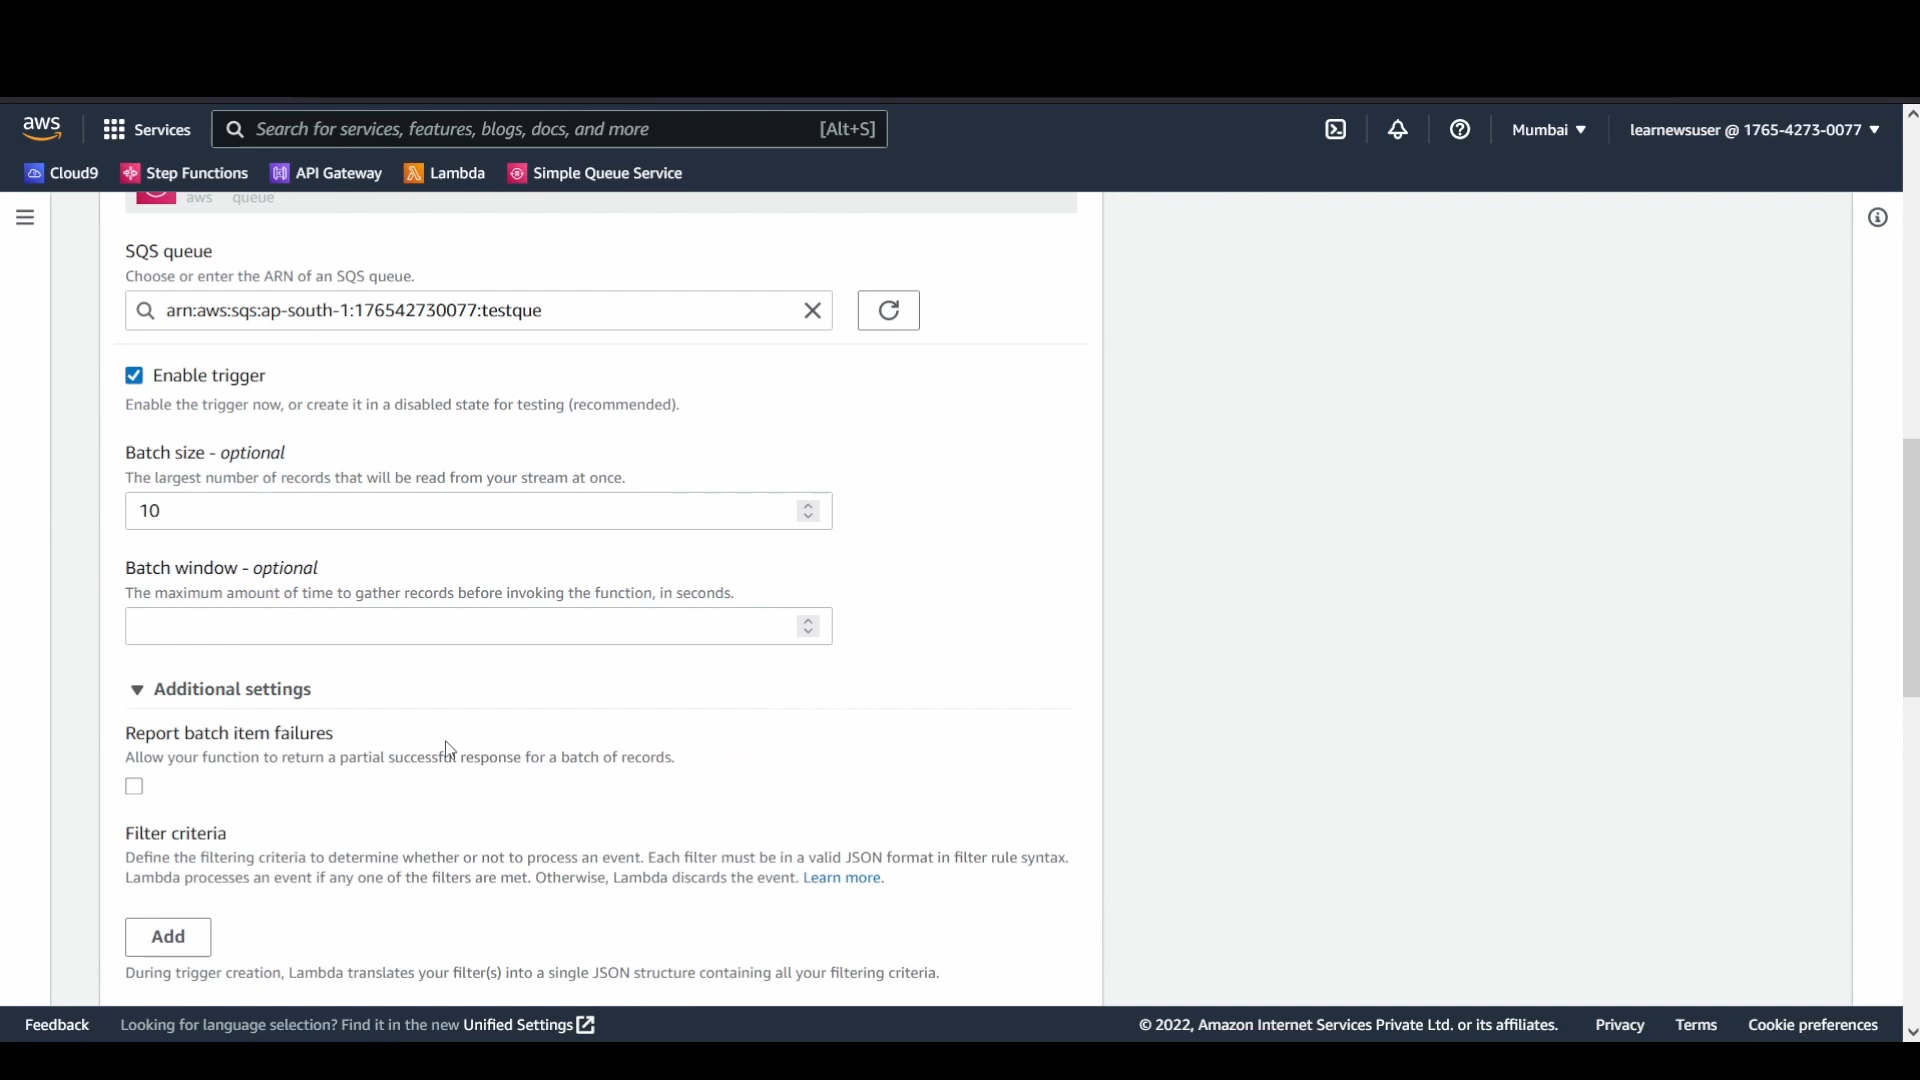 aws
Services
Search for services, features, blogs, docs, and more [Alt+S]
Mumbai ▼
learnewsuser @ 1765-4273-0077 ▼
Cloud9 Step Functions API Gateway Lambda Simple Queue Service
aws queue
SQS queue
Choose or enter the ARN of an SQS queue.
arn:aws:sqs:ap-south-1:176542730077:testque
Enable trigger
Enable the trigger now, or create it in a disabled state for testing (recommended).
Batch size - optional
The largest number of records that will be read from your stream at once.
10
Batch window - optional
The maximum amount of time to gather records before invoking the function, in seconds.
▼ Additional settings
Report batch item failures
Allow your function to return a partial successful response for a batch of records.
Filter criteria
Define the filtering criteria to determine whether or not to process an event. Each filter must be in a valid JSON format in filter rule syntax.
Lambda processes an event if any one of the filters are met. Otherwise, Lambda discards the event. Learn more.
Add
During trigger creation, Lambda translates your filter(s) into a single JSON structure containing all your filtering criteria.
Feedback Looking for language selection? Find it in the new Unified Settings © 2022, Amazon Internet Services Private Ltd. or its affiliates. Privacy Terms Cookie preferences